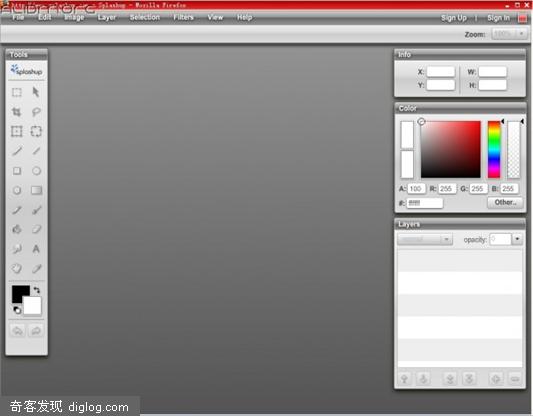 Splashup - Mozilla Firefox
File Edit Image Layer Selection Filters View Help Sign Up | Sign In
Zoom: 100%
Tools
splashup
Info
X: W:
Y: H:
Color
A: 100 R: 255 G: 255 B: 255
#: ffffff Other..
Layers
normal opacity: 0
A
奇客发现 diglog.com